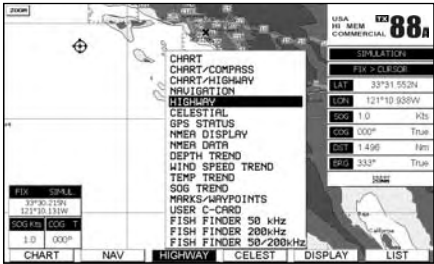 ZOOM
USA
HI MEM
COMMERCIAL
TX
88A
SIMULATION
FIX > CURSOR
LAT 33°31.552N
LON 121°10.938W
SOG 1.0 Kts
COG 000° True
DST 1.496 Nm
BRG 333° True
CHART
CHART/COMPASS
CHART/HIGHWAY
NAVIGATION
HIGHWAY
CELESTIAL
GPS STATUS
NMEA DISPLAY
NMEA DATA
DEPTH TREND
WIND SPEED TREND
TEMP TREND
SOG TREND
MARKS/WAYPOINTS
USER C-CARD
FISH FINDER 50 kHz
FISH FINDER 200kHz
FISH FINDER 50/200kHz
FIX SIMUL.
33°30.215N
121°10.131W
SOG Kts COG T
1.0 000°
California
CHART NAV HIGHWAY CELEST DISPLAY LIST